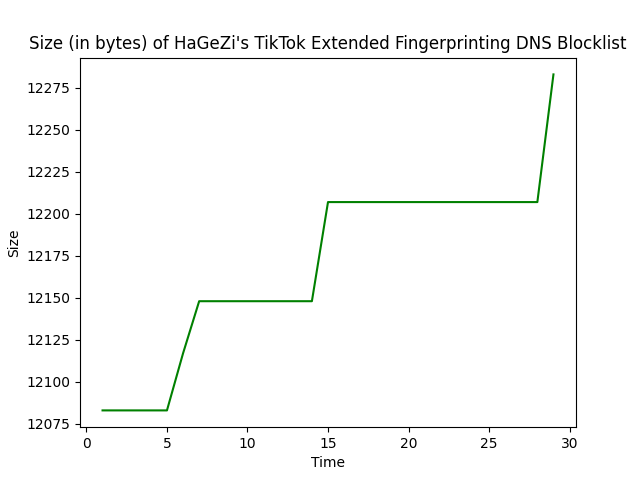 Size (in bytes) of HaGeZi's TikTok Extended Fingerprinting DNS Blocklist
12275
12250
12225
12200
12175
12150
12125
12100
12075
Size
0 5 10 15 20 25 30
Time